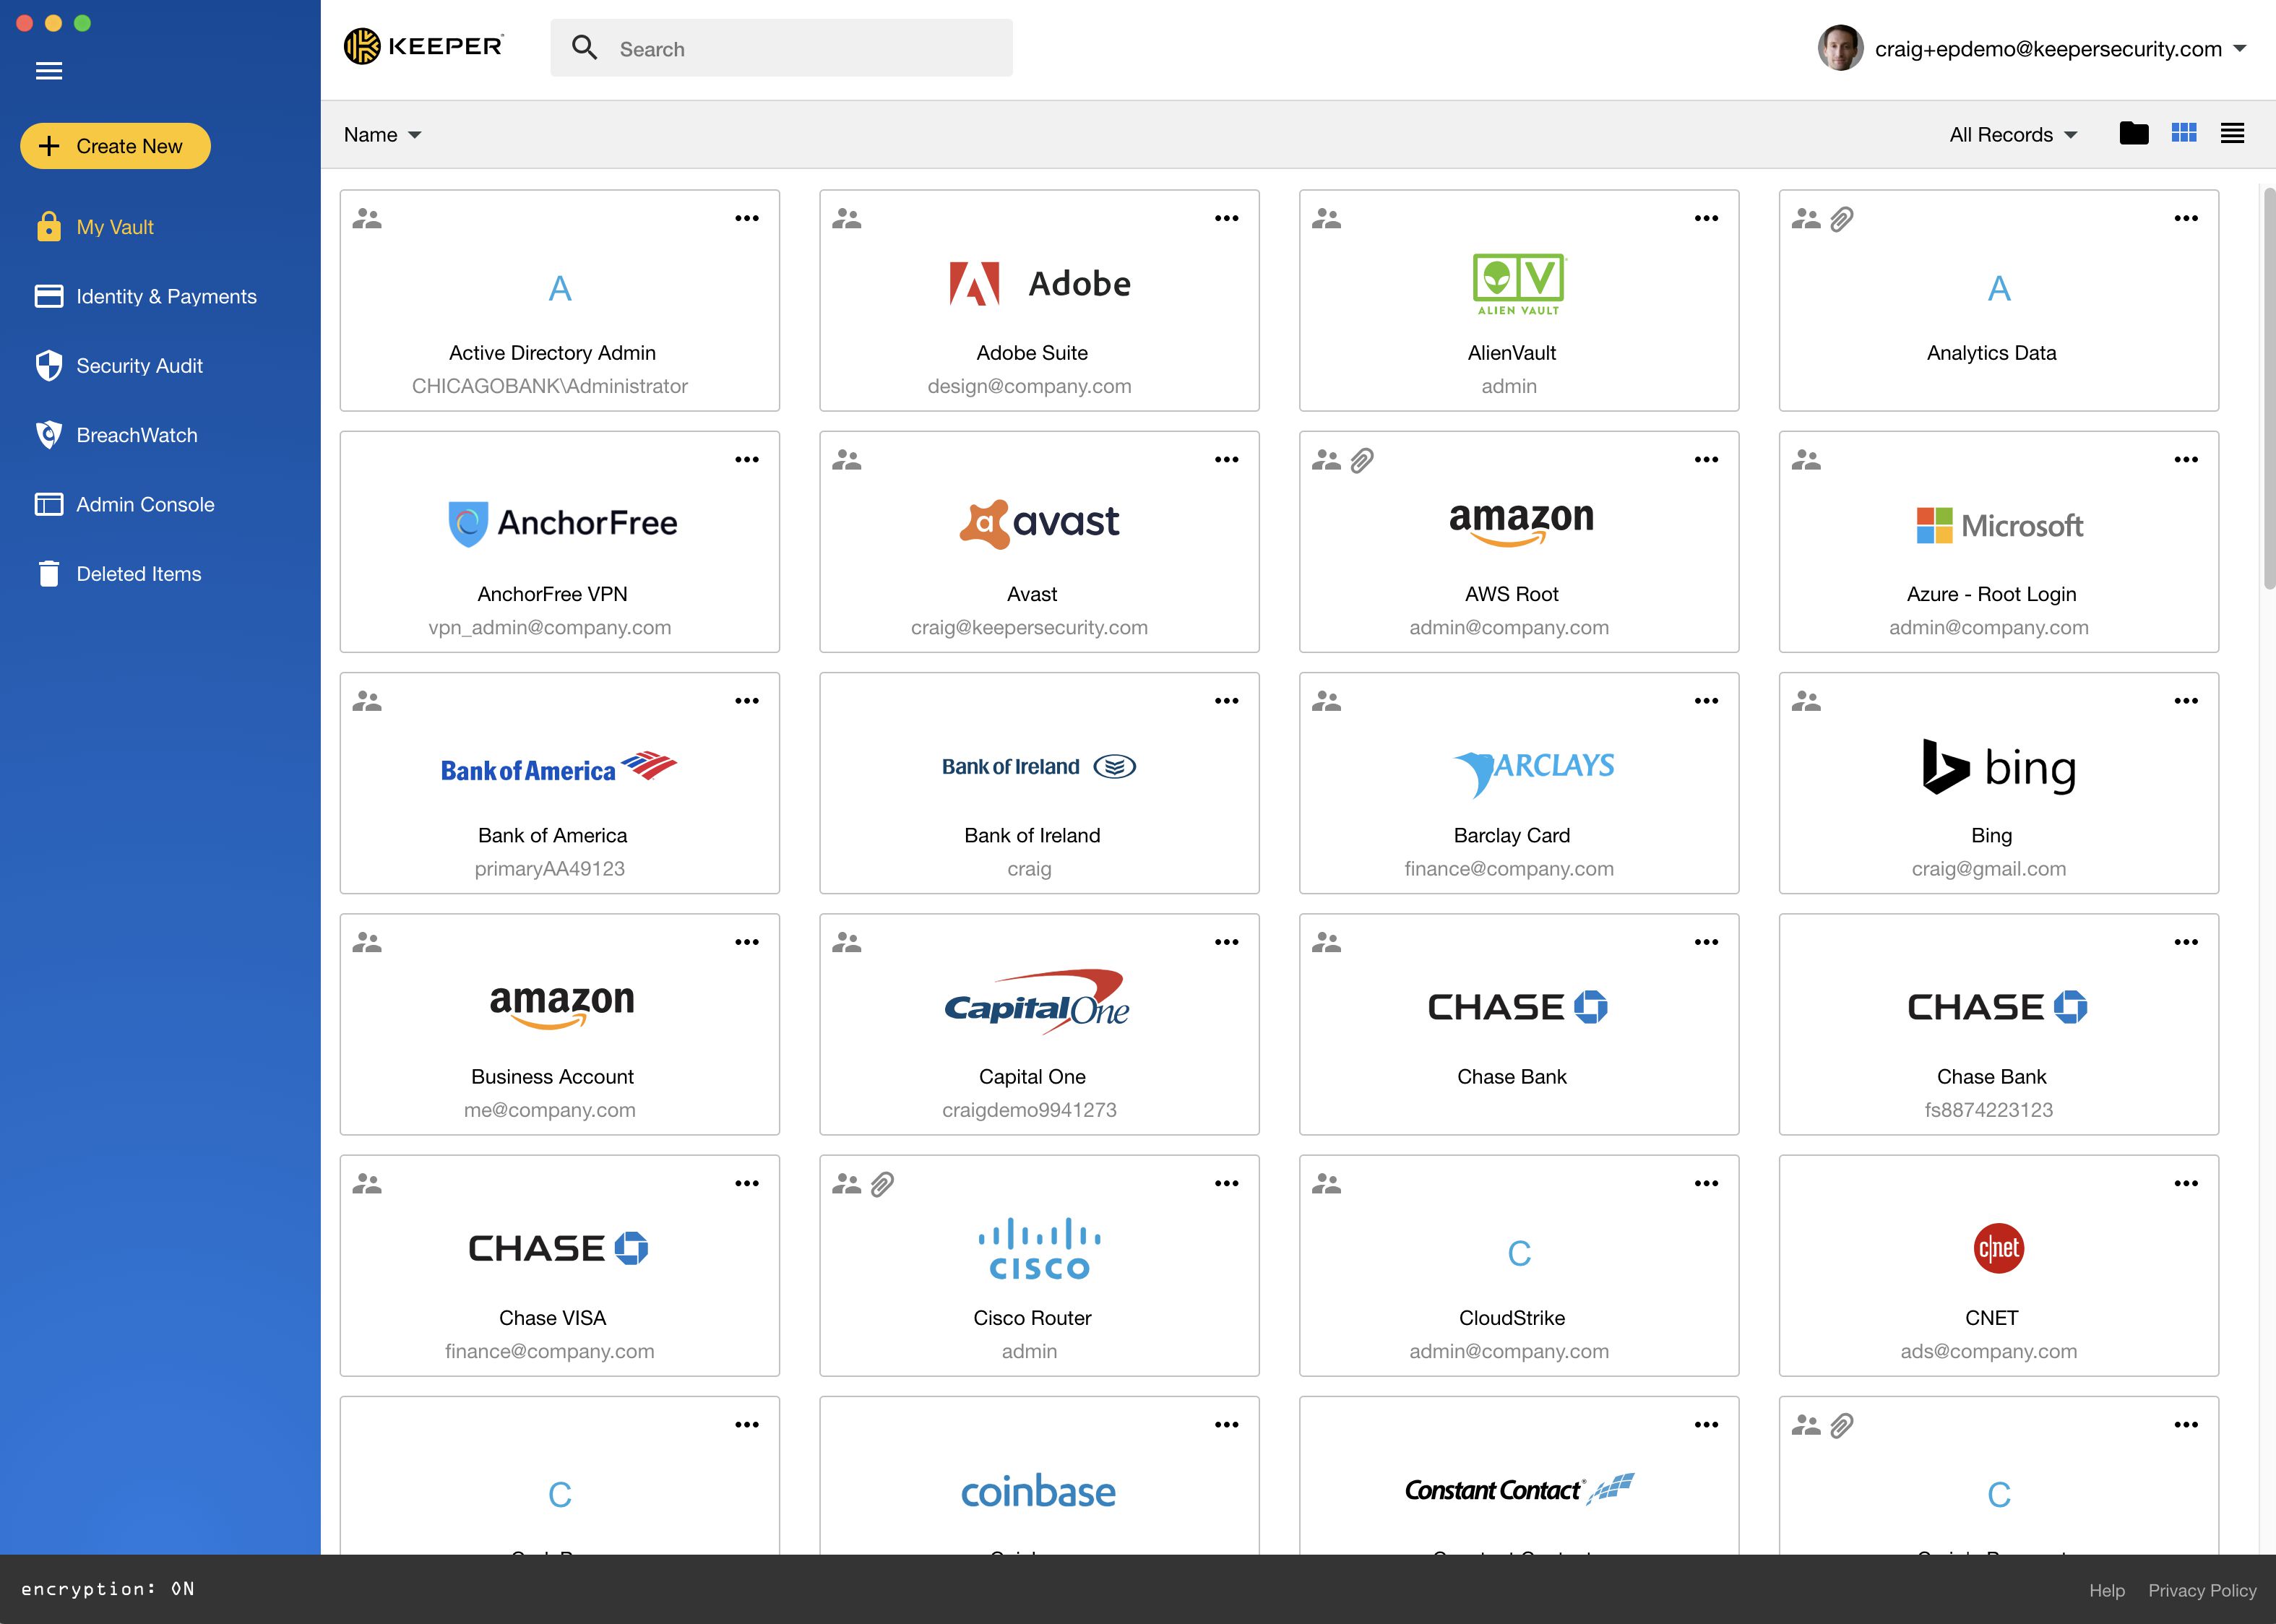 KEEPER
Search
craig+epdemo@keepersecurity.com
Create New
Name
All Records
My Vault
Identity & Payments
Security Audit
BreachWatch
Admin Console
Deleted Items
A
Active Directory Admin
CHICAGOBANK\Administrator
Adobe
Adobe Suite
design@company.com
ALIEN VAULT
AlienVault
admin
A
Analytics Data
AnchorFree
AnchorFree VPN
vpn_admin@company.com
a avast
Avast
craig@keepersecurity.com
amazon
AWS Root
admin@company.com
Microsoft
Azure - Root Login
admin@company.com
Bank of America
Bank of America
primaryAA49123
Bank of Ireland
Bank of Ireland
craig
BARCLAYS
Barclay Card
finance@company.com
bing
Bing
craig@gmail.com
amazon
Business Account
me@company.com
Capital One
Capital One
craigdemo9941273
CHASE
Chase Bank
CHASE
Chase Bank
fs8874223123
CHASE
Chase VISA
finance@company.com
CISCO
Cisco Router
admin
C
CloudStrike
admin@company.com
c|net
CNET
ads@company.com
C
coinbase
Constant Contact
C
encryption: ON
Help
Privacy Policy